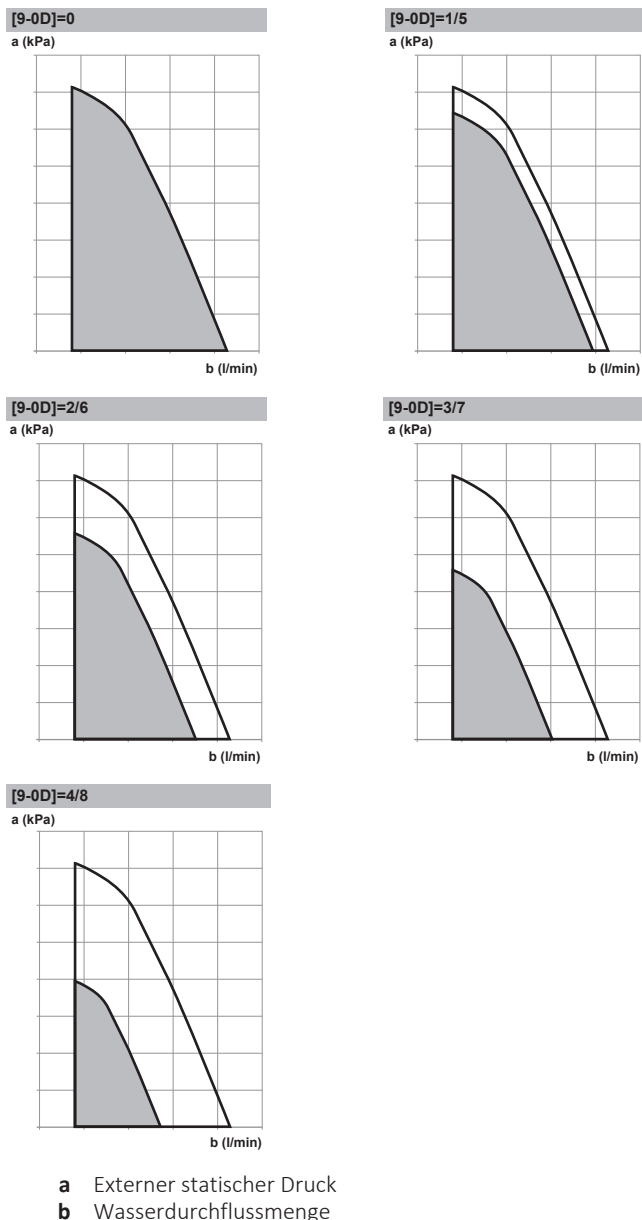 [9-0D]=0
a (kPa)
b (l/min)
[9-0D]=1/5
a (kPa)
b (l/min)
[9-0D]=2/6
a (kPa)
b (l/min)
[9-0D]=3/7
a (kPa)
b (l/min)
[9-0D]=4/8
a (kPa)
b (l/min)
a Externer statischer Druck
b Wasserdurchflussmenge